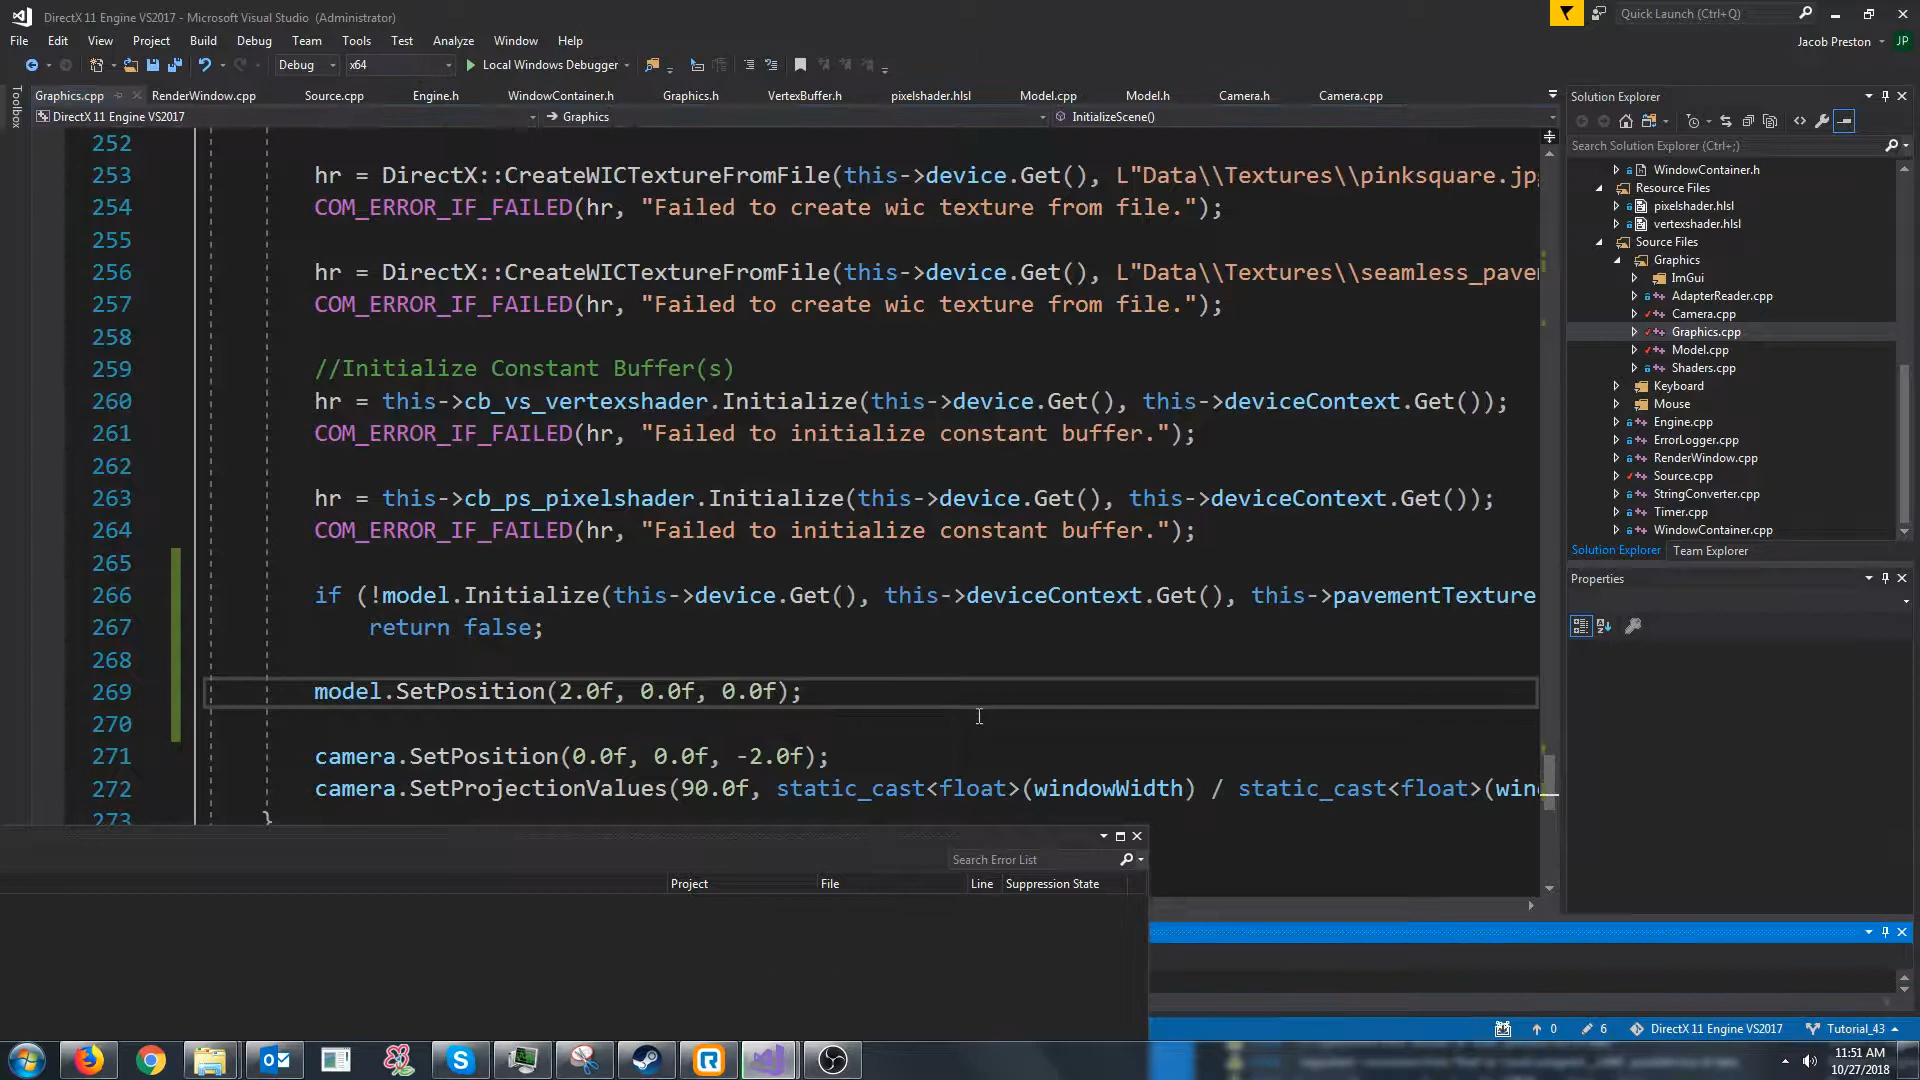 DirectX 11 Engine VS2017 - Microsoft Visual Studio (Administrator)
Quick Launch (Ctrl+Q)
File Edit View Project Build Debug Team Tools Test Analyze Window Help
Jacob Preston JP
Debug x64 Local Windows Debugger
Toolbox
Graphics.cpp RenderWindow.cpp Source.cpp Engine.h WindowContainer.h Graphics.h VertexBuffer.h pixelshader.hlsl Model.cpp Model.h Camera.h Camera.cpp
DirectX 11 Engine VS2017 Graphics InitializeScene()
252
253 hr = DirectX::CreateWICTextureFromFile(this->device.Get(), L"Data\\Textures\\pinksquare.jp
254 COM_ERROR_IF_FAILED(hr, "Failed to create wic texture from file.");
255
256 hr = DirectX::CreateWICTextureFromFile(this->device.Get(), L"Data\\Textures\\seamless_pave
257 COM_ERROR_IF_FAILED(hr, "Failed to create wic texture from file.");
258
259 //Initialize Constant Buffer(s)
260 hr = this->cb_vs_vertexshader.Initialize(this->device.Get(), this->deviceContext.Get());
261 COM_ERROR_IF_FAILED(hr, "Failed to initialize constant buffer.");
262
263 hr = this->cb_ps_pixelshader.Initialize(this->device.Get(), this->deviceContext.Get());
264 COM_ERROR_IF_FAILED(hr, "Failed to initialize constant buffer.");
265
266 if (!model.Initialize(this->device.Get(), this->deviceContext.Get(), this->pavementTexture
267 return false;
268
269 model.SetPosition(2.0f, 0.0f, 0.0f);
270
271 camera.SetPosition(0.0f, 0.0f, -2.0f);
272 camera.SetProjectionValues(90.0f, static_cast<float>(windowWidth) / static_cast<float>(win
273 }
Solution Explorer
Search Solution Explorer (Ctrl+;)
WindowContainer.h
Resource Files
pixelshader.hlsl
vertexshader.hlsl
Source Files
Graphics
ImGui
AdapterReader.cpp
Camera.cpp
Graphics.cpp
Model.cpp
Shaders.cpp
Keyboard
Mouse
Engine.cpp
ErrorLogger.cpp
RenderWindow.cpp
Source.cpp
StringConverter.cpp
Timer.cpp
WindowContainer.cpp
Solution Explorer Team Explorer
Properties
Search Error List
Project File Line Suppression State
0 6 DirectX 11 Engine VS2017 Tutorial_43
11:51 AM
10/27/2018